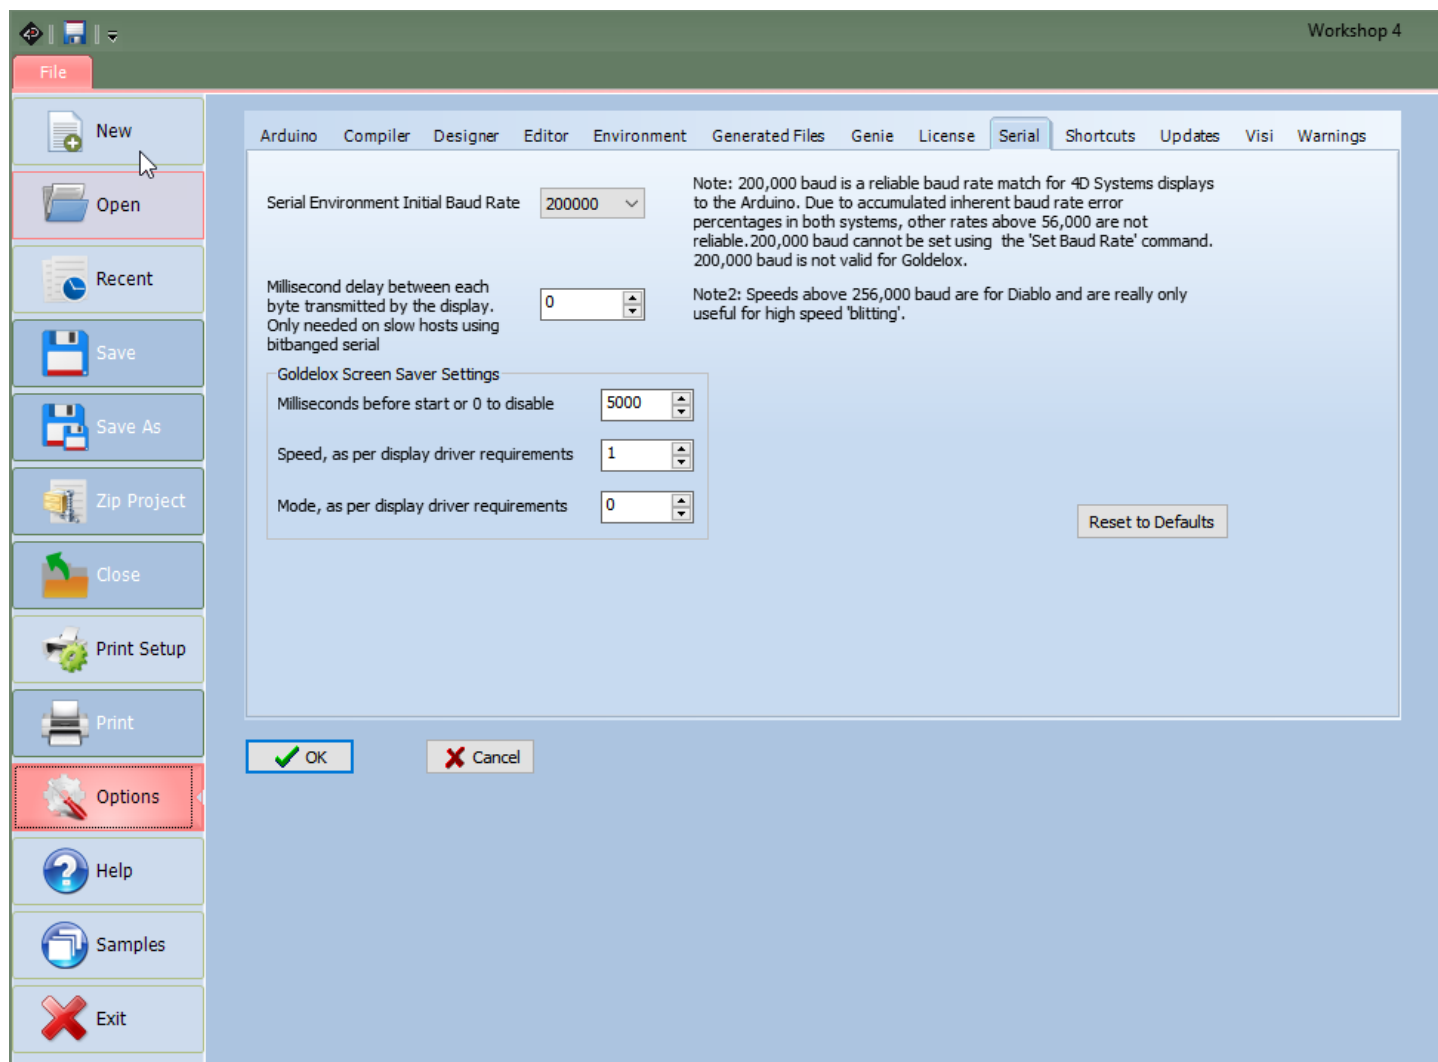 Workshop 4
File
New
Open
Recent
Save
Save As
Zip Project
Close
Print Setup
Print
Options
Help
Samples
Exit
Arduino Compiler Designer Editor Environment Generated Files Genie License Serial Shortcuts Updates Visi Warnings
Serial Environment Initial Baud Rate 200000
Note: 200,000 baud is a reliable baud rate match for 4D Systems displays
to the Arduino. Due to accumulated inherent baud rate error
percentages in both systems, other rates above 56,000 are not
reliable.200,000 baud cannot be set using  the 'Set Baud Rate' command.
200,000 baud is not valid for Goldelox.
Millisecond delay between each
byte transmitted by the display.
Only needed on slow hosts using
bitbanged serial
0
Note2: Speeds above 256,000 baud are for Diablo and are really only
useful for high speed 'blitting'.
Goldelox Screen Saver Settings
Milliseconds before start or 0 to disable 5000
Speed, as per display driver requirements 1
Mode, as per display driver requirements 0
Reset to Defaults
OK Cancel